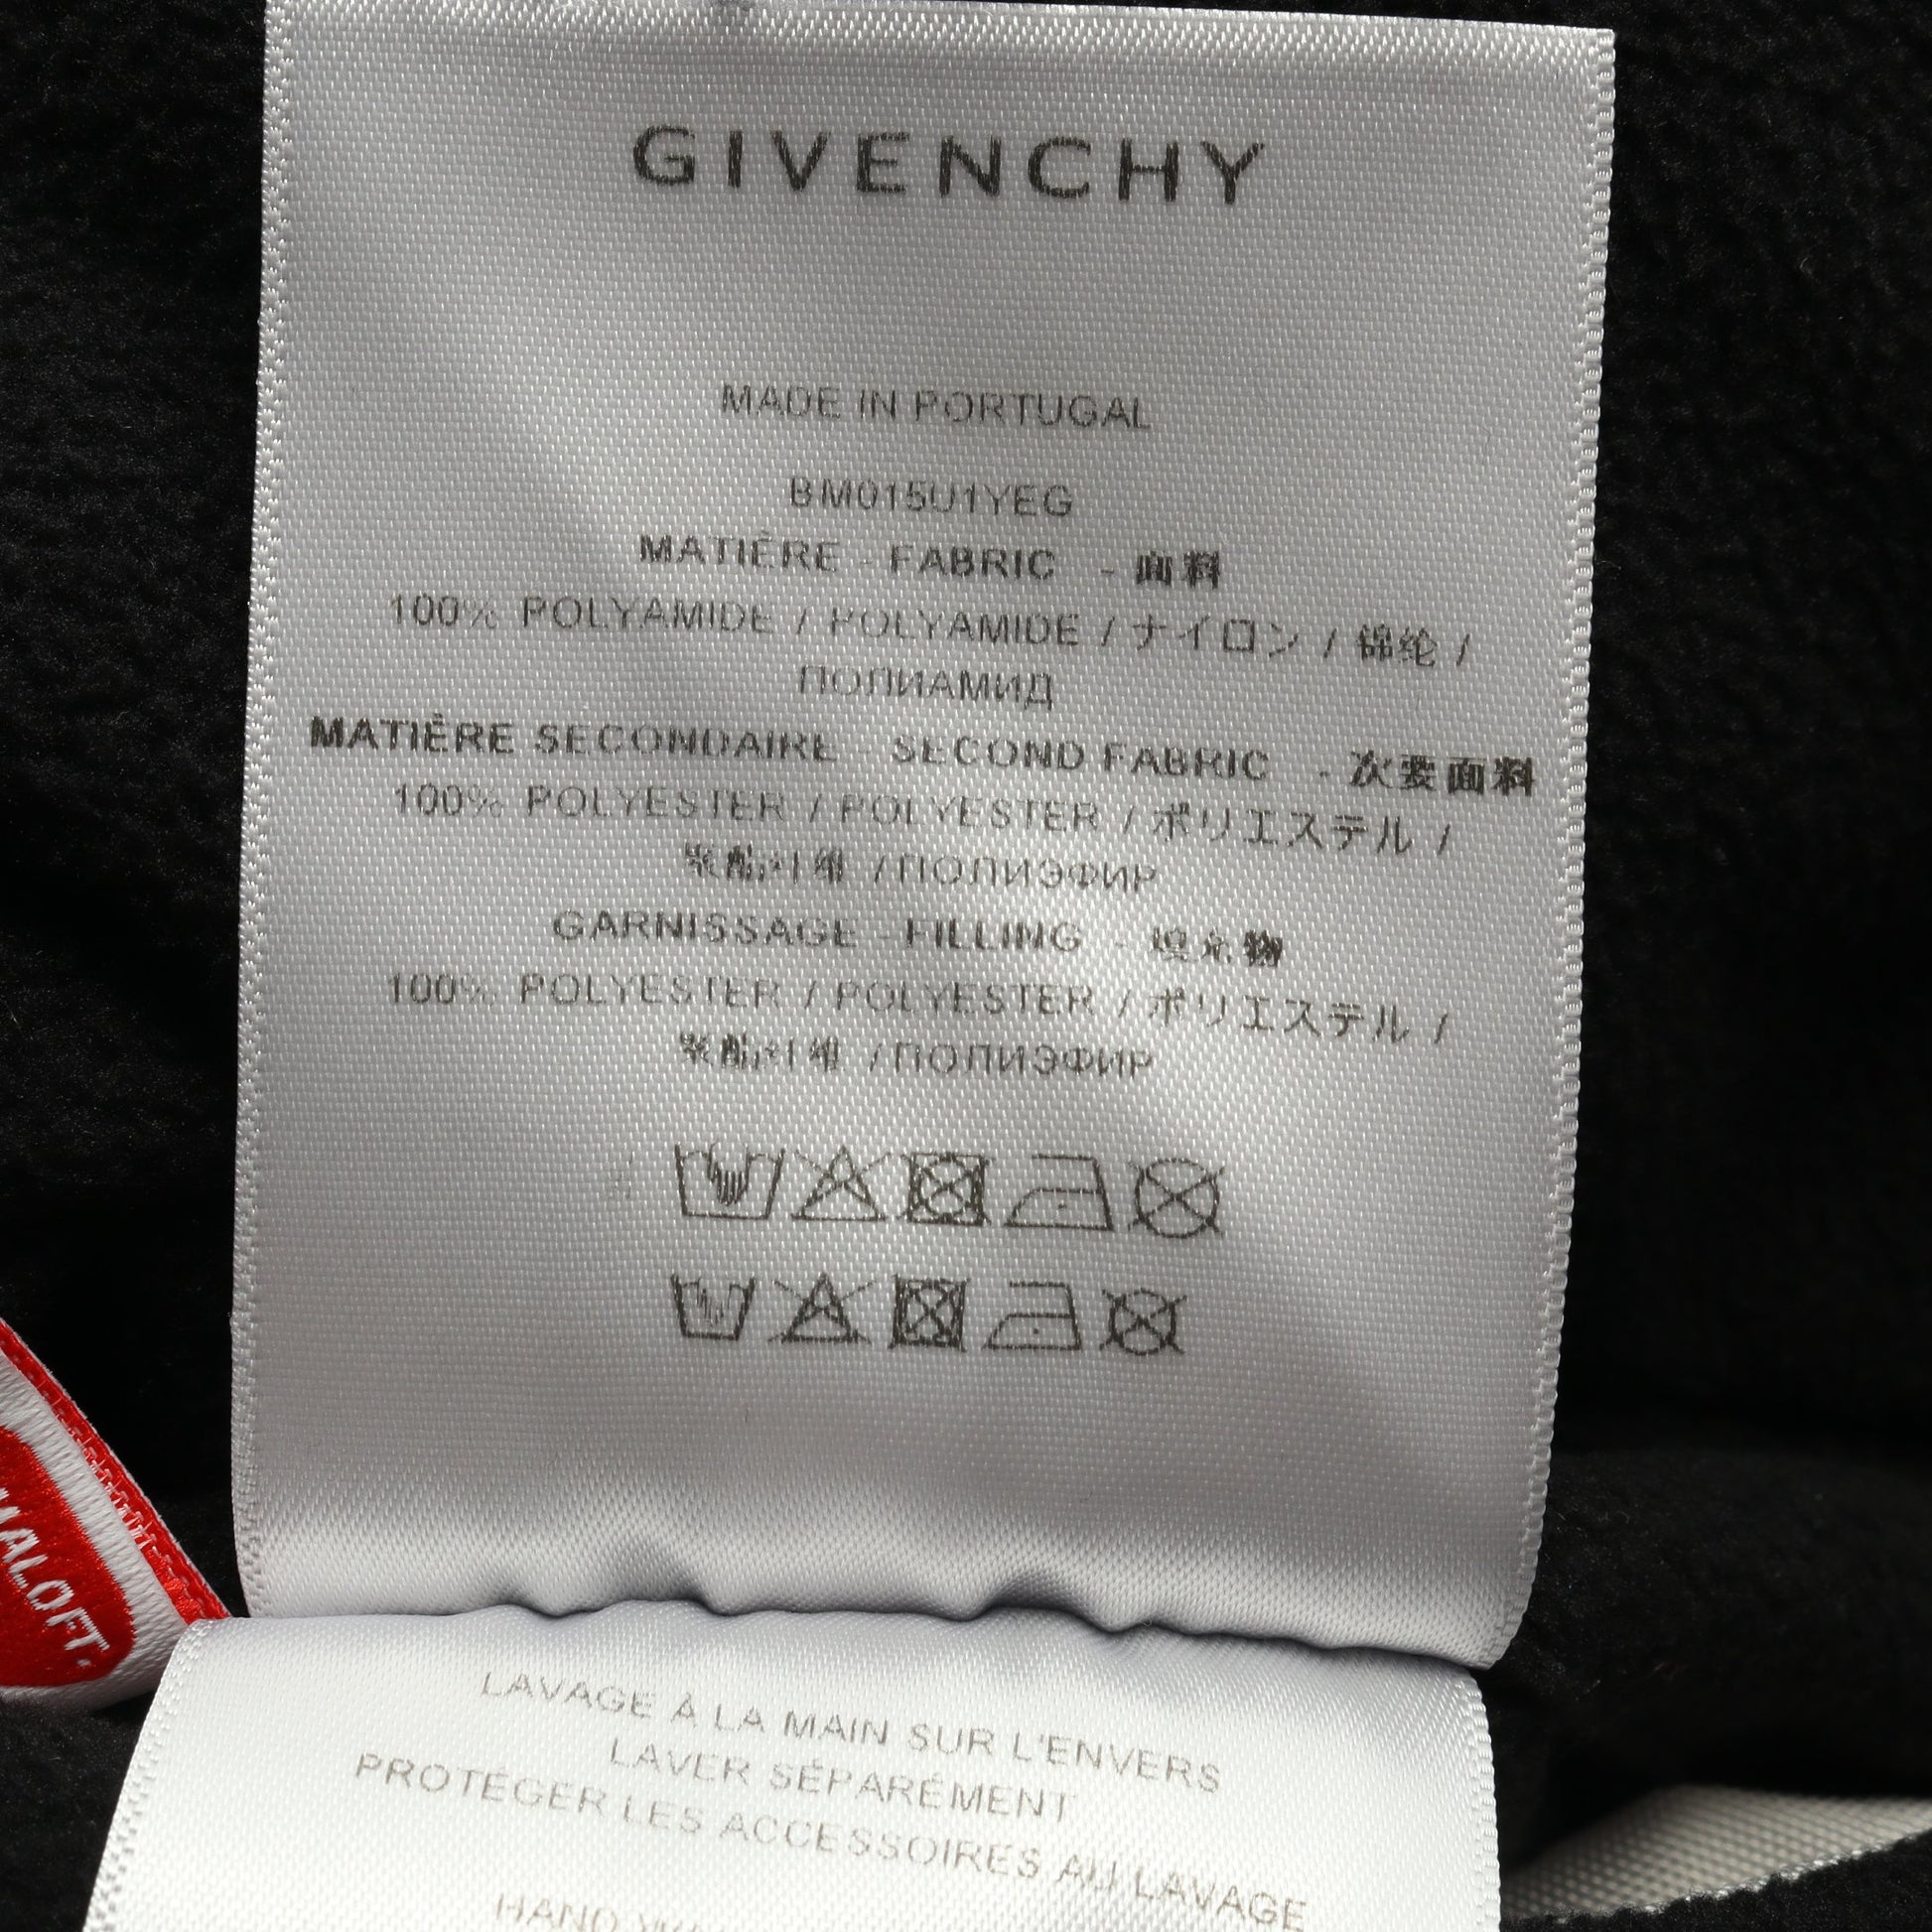 GIVENCHY
MADE IN PORTUGAL
BM015U1YEG
MATIÈRE - FABRIC - 面料
100% POLYAMIDE / POLYAMIDE / ナイロン / 锦纶 /
ПОЛИАМИД
MATIÈRE SECONDAIRE SECOND FABRIC - 次要面料
100% POLYESTER / POLYESTER / ポリエステル /
聚酯纤维 /ПОЛИЭФИР
GARNISSAGE -FILLING - 填充物
100% POLYESTER / POLYESTER / ポリエステル /
聚酯纤维 /ПОЛИЭФИР
ALOFT.
LAVAGE À LA MAIN SUR L'ENVERS
LAVER SÉPARÉMENT
PROTÉGER LES ACCESSOIRES AU LAVAGE
HAND